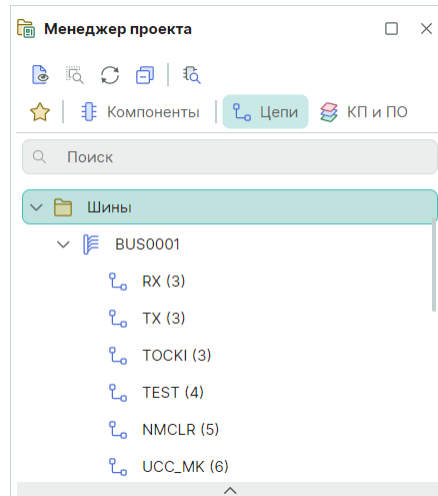 Менеджер проекта
Компоненты Цепи КП и ПО
Поиск
Шины
BUS0001
RX (3)
TX (3)
TOCKI (3)
TEST (4)
NMCLR (5)
UCC_MK (6)